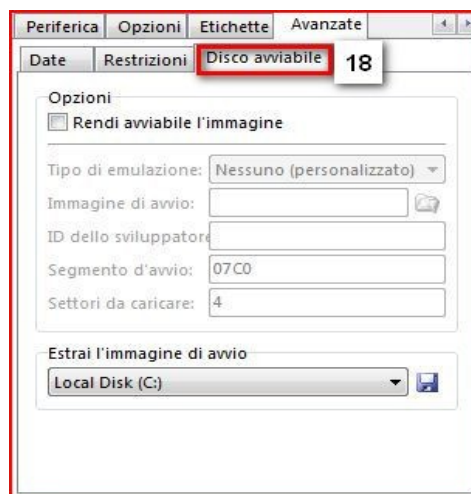 Periferica Opzioni Etichette Avanzate
Date Restrizioni Disco avviabile 18
Opzioni
Rendi avviabile l'immagine
Tipo di emulazione: Nessuno (personalizzato)
Immagine di avvio:
ID dello sviluppatore
Segmento d'avvio: 07C0
Settori da caricare: 4
Estrai l'immagine di avvio
Local Disk (C:)